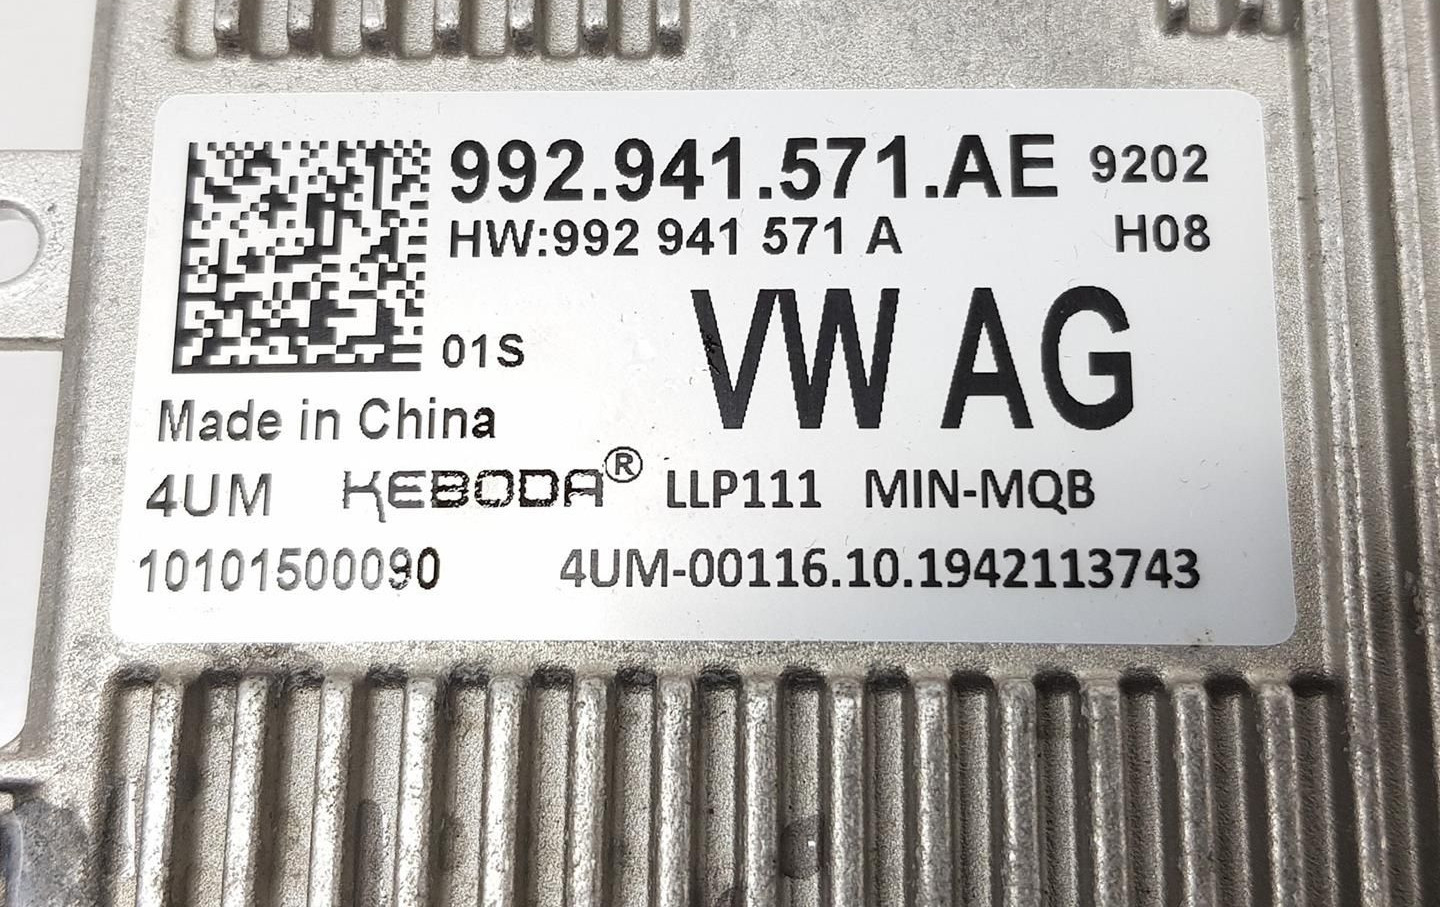 992.941.571.AE 9202
HW:992 941 571 A H08
VW AG
01S
Made in China
4UM KEBODA® LLP111 MIN-MQB
10101500090 4UM-00116.10.1942113743